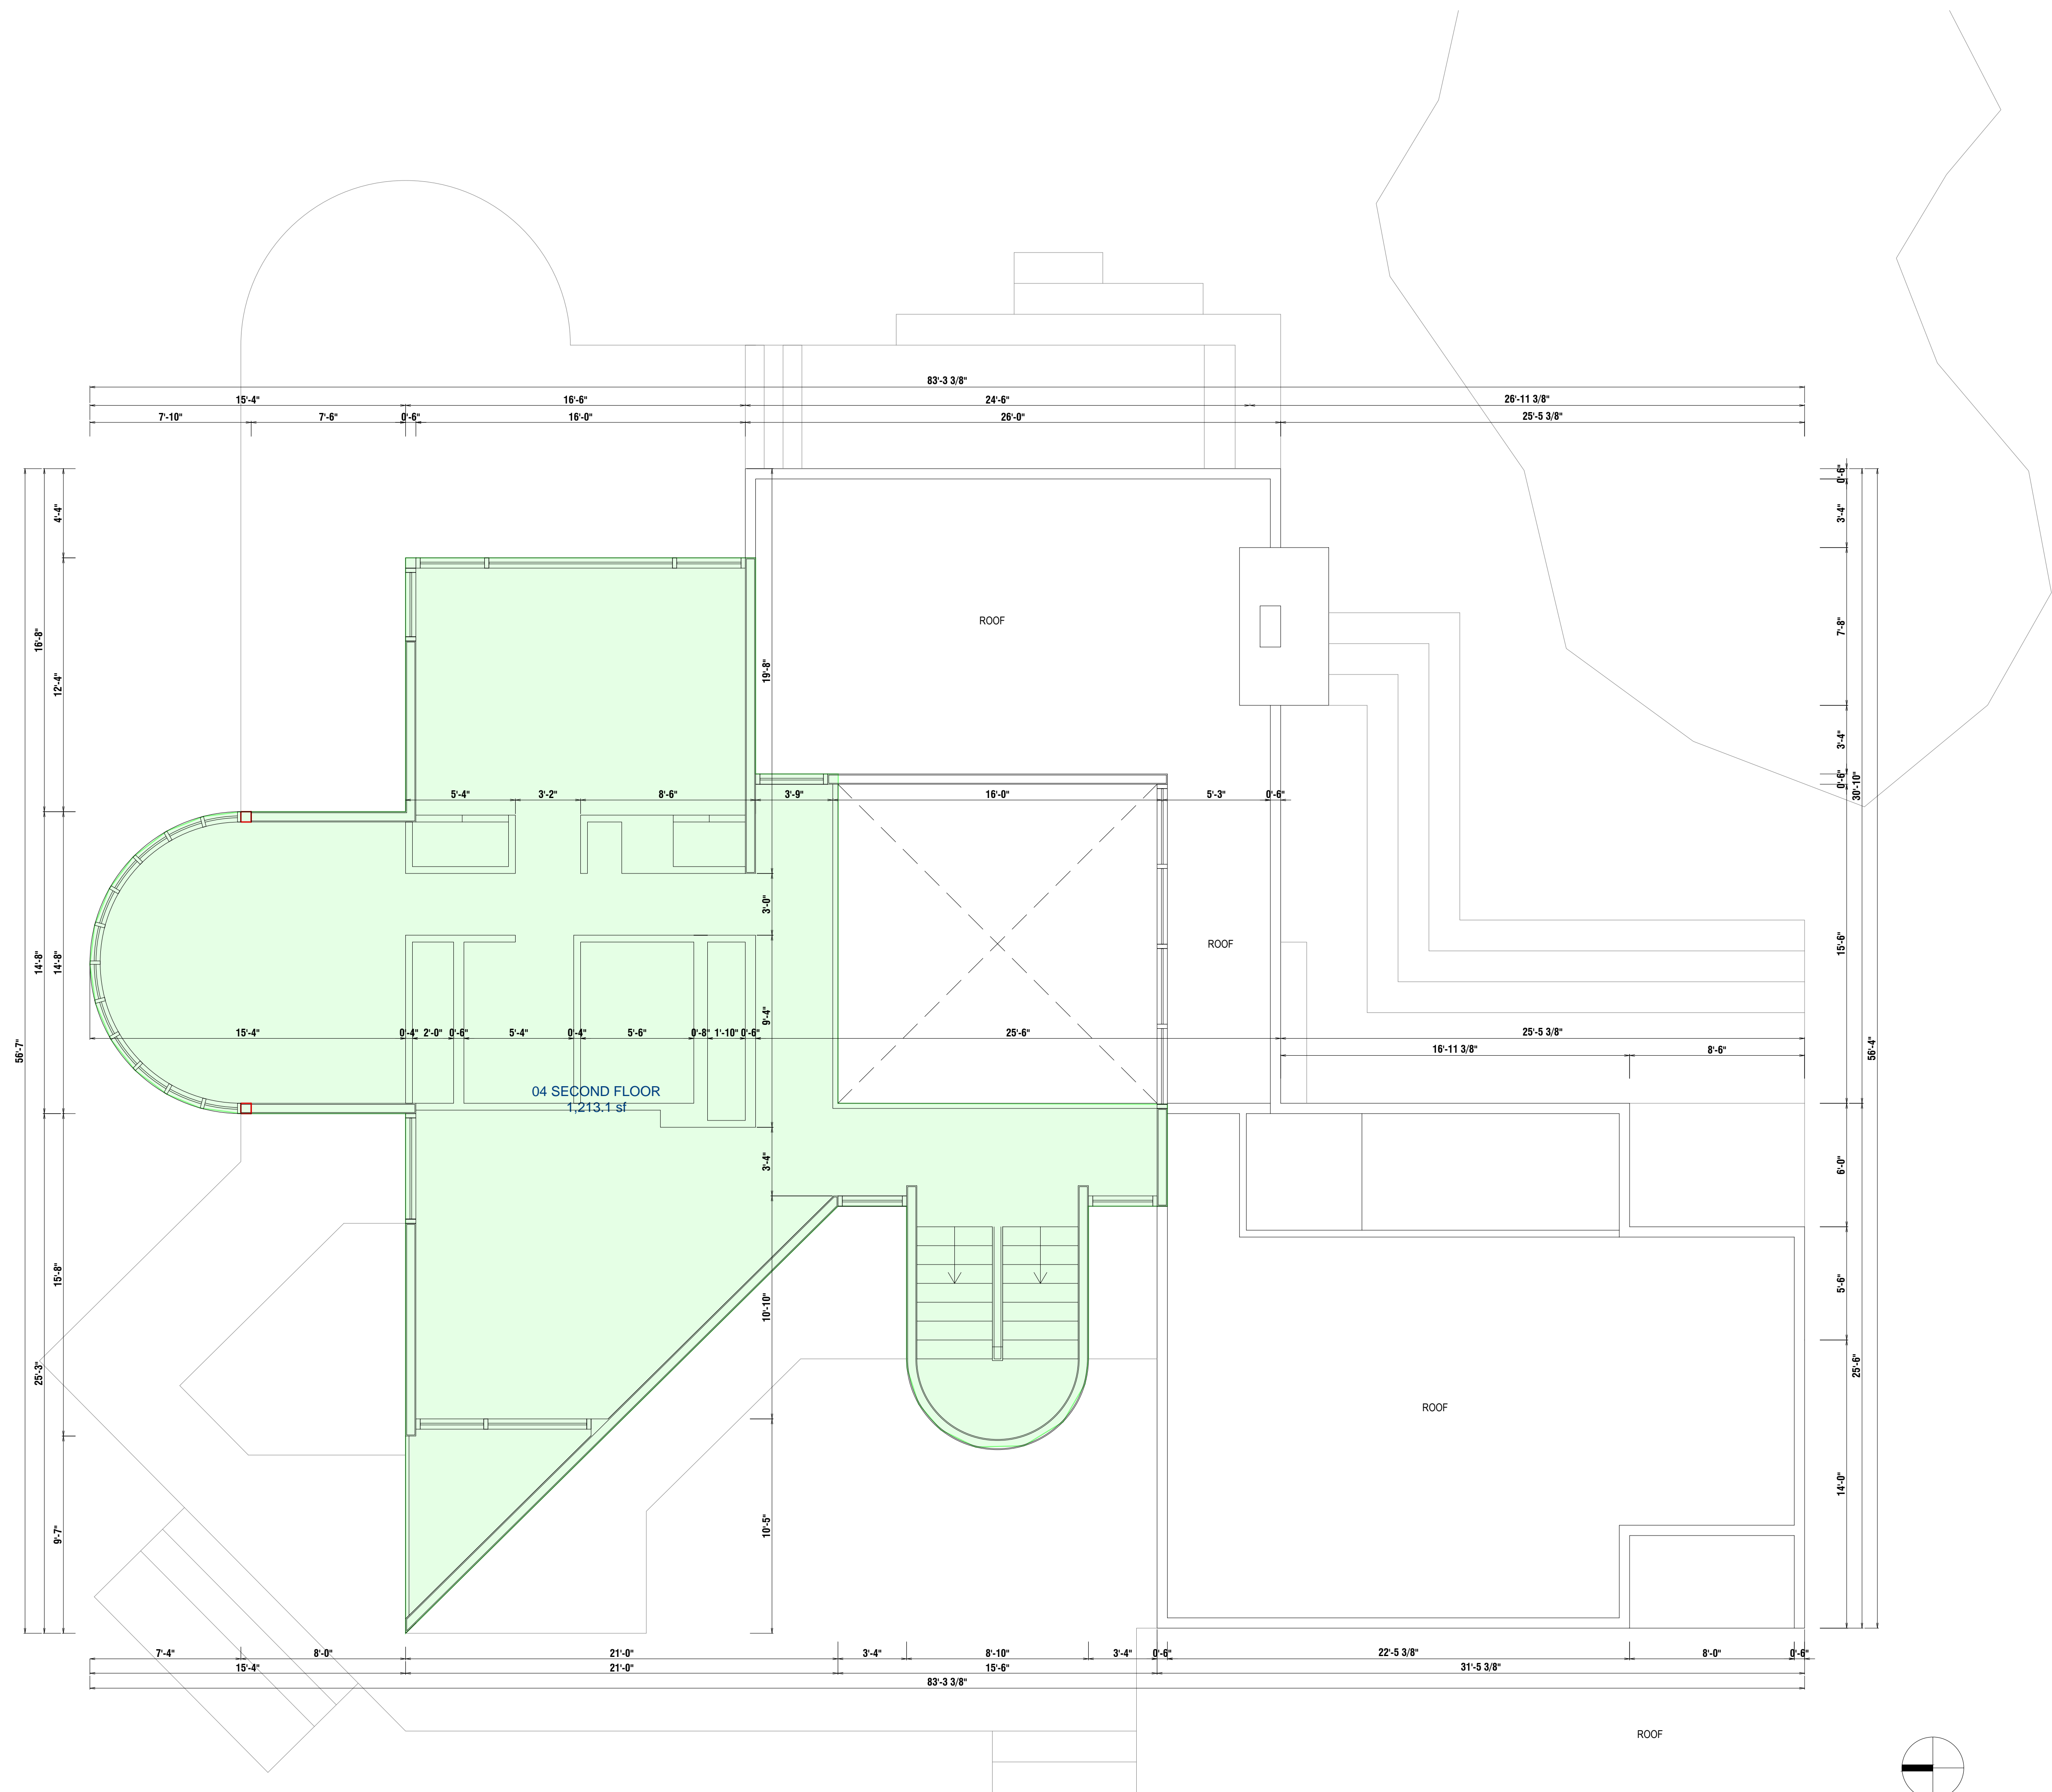 83'-3 3/8"
15'-4" 16'-6" 24'-6" 26'-11 3/8"
7'-10" 7'-6" 0'-6" 16'-0" 26'-0" 25'-5 3/8"
4'-4"
0'-6"
3'-4"
ROOF
7'-8"
16'-8"
12'-4"
19'-8"
3'-4"
0'-6"
30'-10"
5'-4" 3'-2" 8'-6" 3'-9" 16'-0" 5'-3" 0'-6"
3'-0"
ROOF
15'-6"
14'-8"
14'-8"
9'-4"
56'-7"
56'-4"
15'-4" 0'-4" 2'-0" 0'-6" 5'-4" 0'-4" 5'-6" 0'-8" 1'-10" 0'-6" 25'-6" 25'-5 3/8"
16'-11 3/8" 8'-6"
04 SECOND FLOOR
1,213.1 sf
3'-4"
6'-0"
15'-8"
5'-6"
10'-10"
25'-3"
25'-6"
ROOF
14'-0"
9'-7"
10'-5"
7'-4" 8'-0" 21'-0" 3'-4" 8'-10" 3'-4" 0'-6" 22'-5 3/8" 8'-0" 0'-6"
15'-4" 21'-0" 15'-6" 31'-5 3/8"
83'-3 3/8"
ROOF